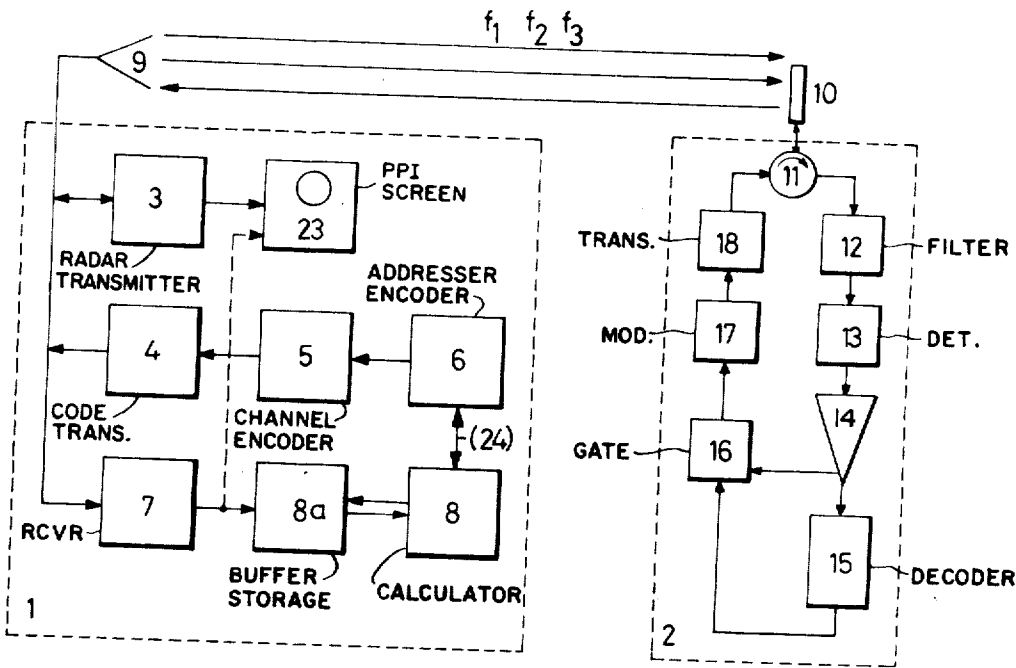 f1 f2 f3
9
10
3
RADAR
TRANSMITTER
23
PPI
SCREEN
ADDRESSER
ENCODER
4
CODE
TRANS.
5
CHANNEL
ENCODER
6
(24)
7
RCVR
8a
BUFFER
STORAGE
8
CALCULATOR
1
11
TRANS.
18
12
FILTER
MOD.
17
13
DET.
14
GATE
16
15
DECODER
2